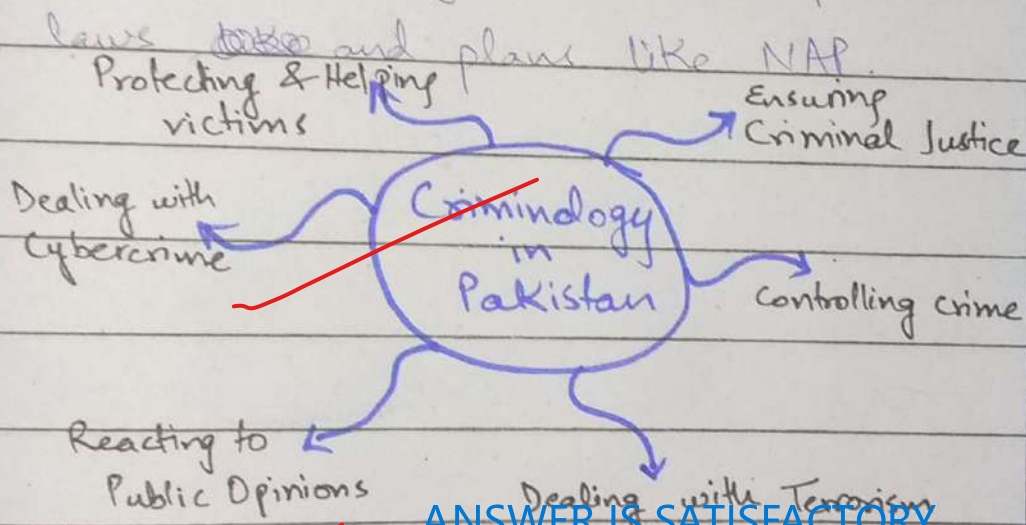 laws and plans like NAP.
Protecting & Helping
victims
Ensuring
Criminal Justice
Dealing with
Cybercrime
Criminology
in
Pakistan
Controlling crime
Reacting to
Public Opinions
Dealing with Terrorism
ANSWER IS SATISFACTORY